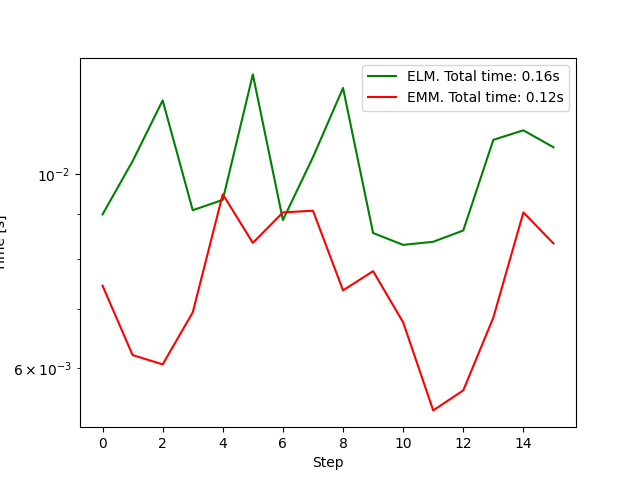 ELM. Total time: 0.16s
EMM. Total time: 0.12s
10⁻²
6 × 10⁻³
Time [s]
0 2 4 6 8 10 12 14
Step